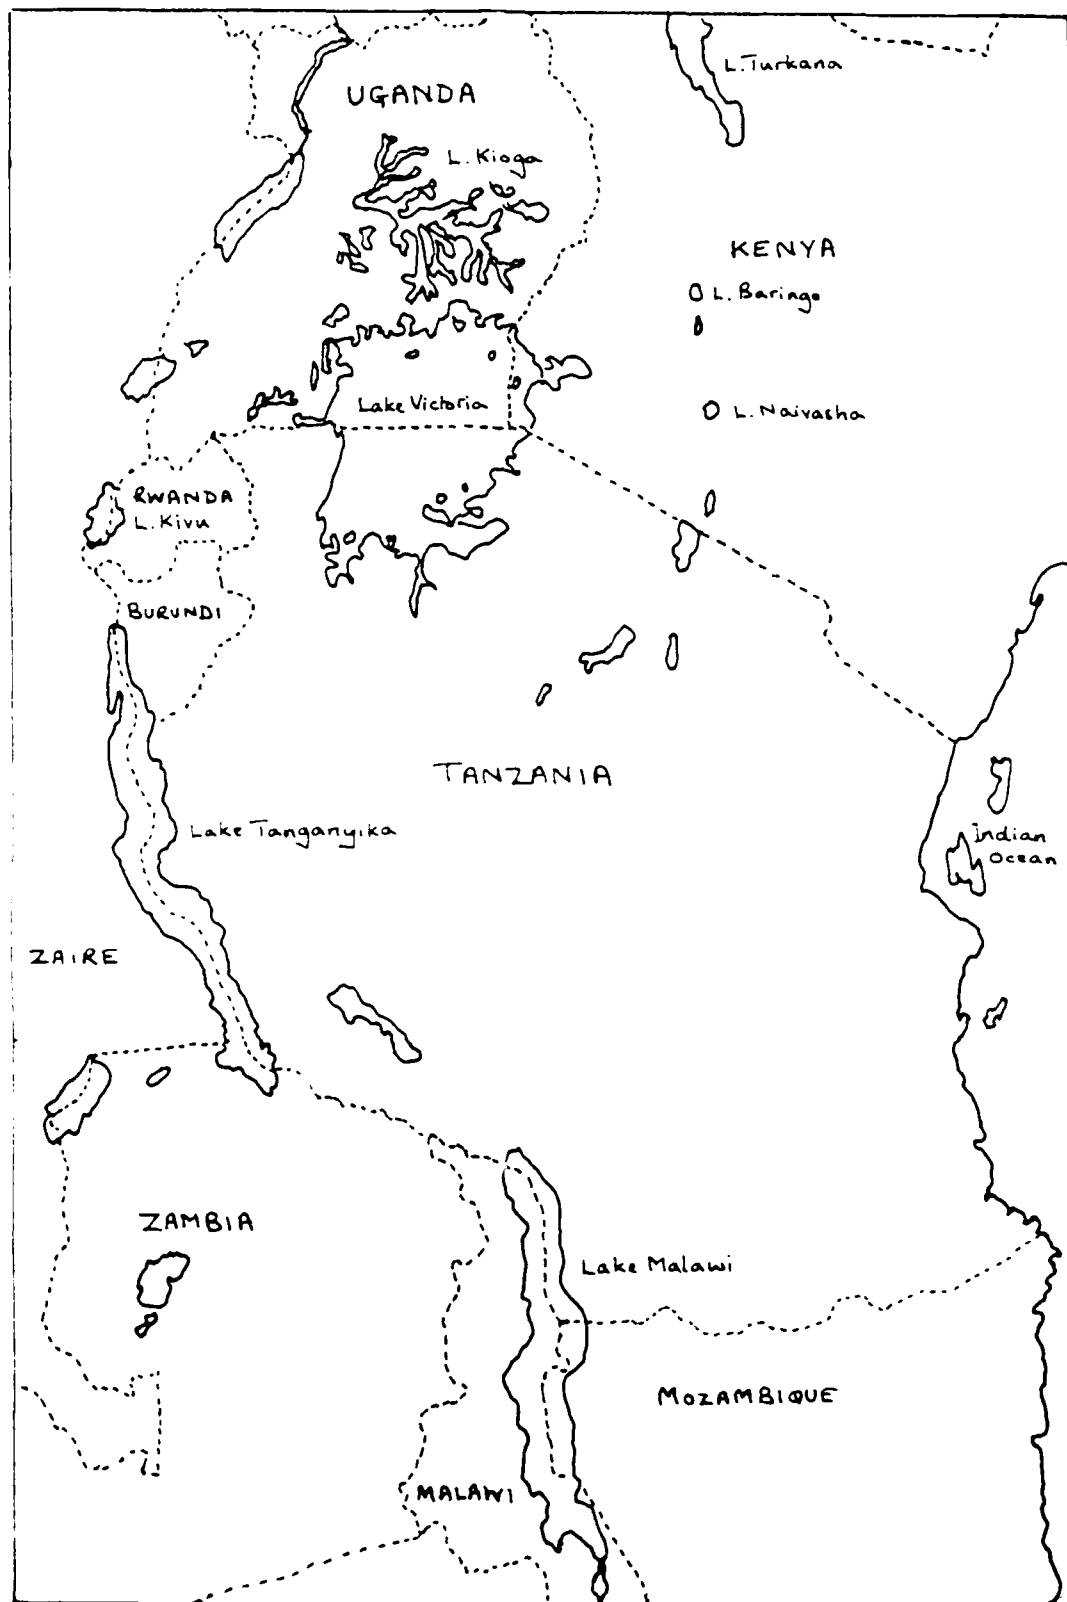 L. Turkana
UGANDA
L. Kioga
KENYA
L. Baringo
Lake Victoria
L. Naivasha
RWANDA
L. Kivu
BURUNDI
TANZANIA
Lake Tanganyika
Indian
Ocean
ZAIRE
ZAMBIA
Lake Malawi
MOZAMBIQUE
MALAWI